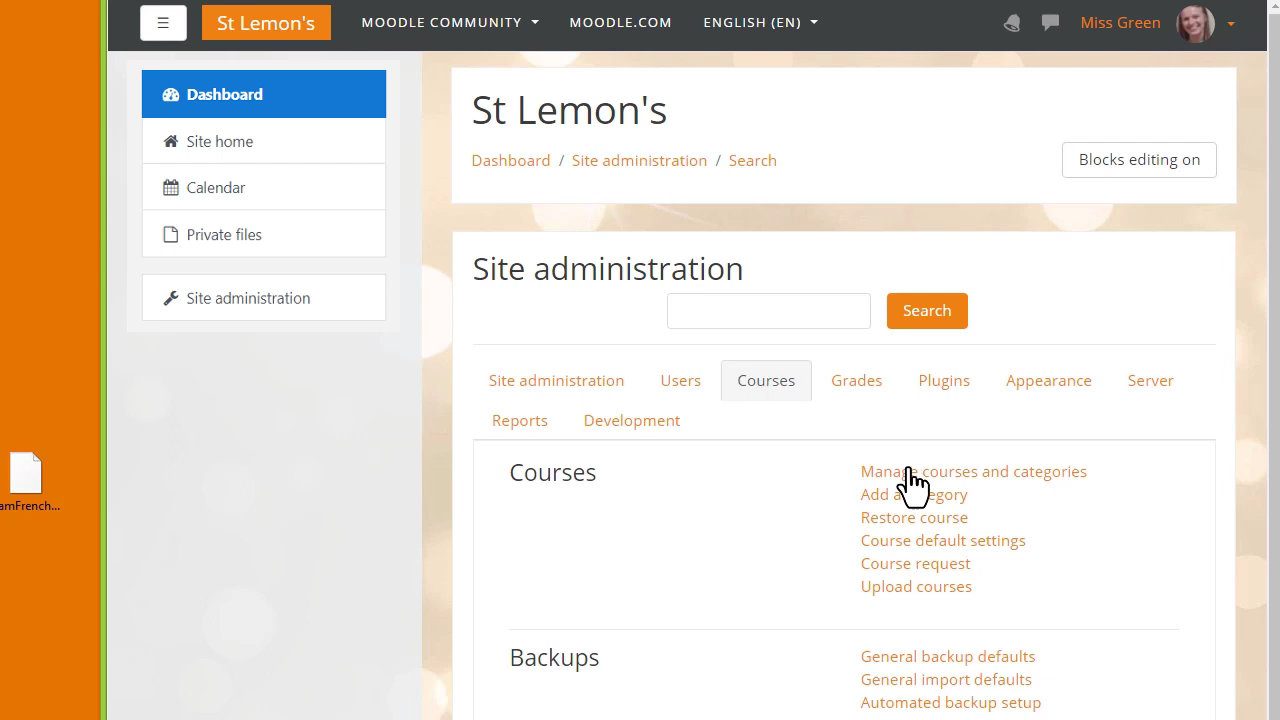 St Lemon's
MOODLE COMMUNITY
MOODLE.COM
ENGLISH (EN)
Miss Green
Dashboard
Site home
Calendar
Private files
Site administration
amFrench...
St Lemon's
Dashboard / Site administration / Search
Blocks editing on
Site administration
Search
Site administration Users Courses Grades Plugins Appearance Server
Reports Development
Courses
Manage courses and categories
Add a category
Restore course
Course default settings
Course request
Upload courses
Backups
General backup defaults
General import defaults
Automated backup setup